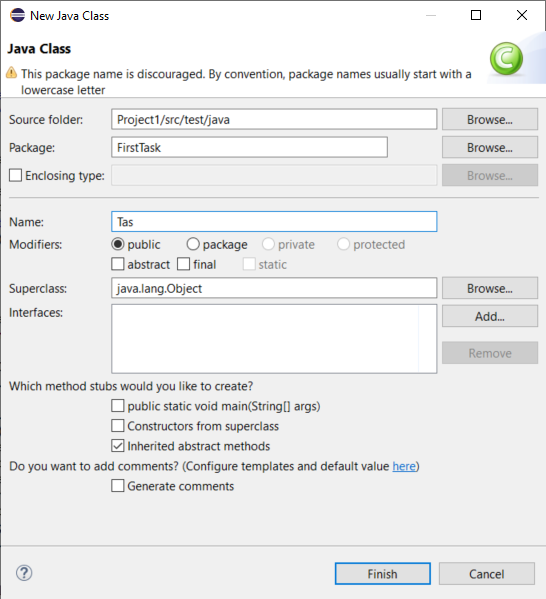 New Java Class
Java Class
This package name is discouraged. By convention, package names usually start with a
lowercase letter
Source folder: Project1/src/test/java Browse...
Package: FirstTask Browse...
Enclosing type: Browse...
Name: Tas
Modifiers: public package private protected
abstract final static
Superclass: java.lang.Object Browse...
Interfaces: Add...
Remove
Which method stubs would you like to create?
public static void main(String[] args)
Constructors from superclass
Inherited abstract methods
Do you want to add comments? (Configure templates and default value here)
Generate comments
? Finish Cancel